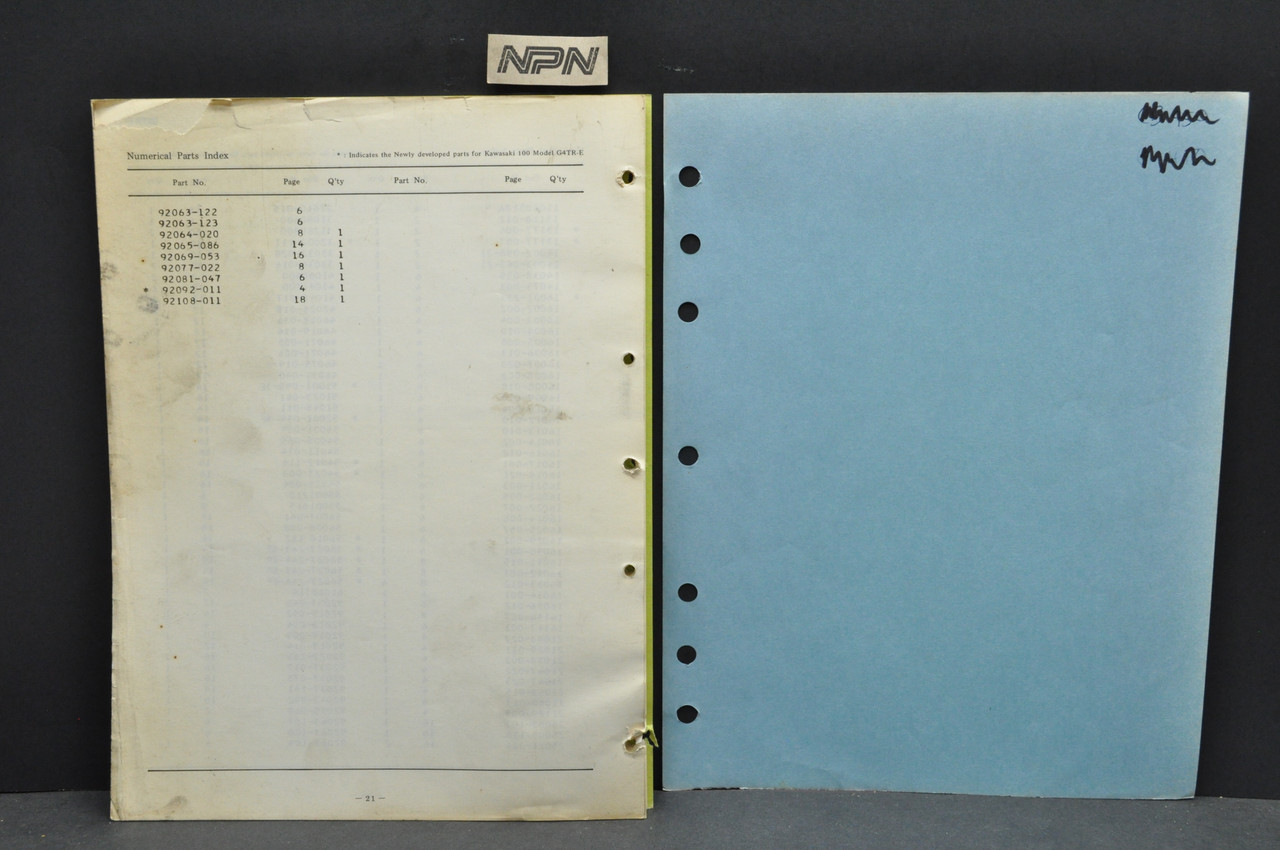 NPN
Numerical Parts Index * : Indicates the Newly developed parts for Kawasaki 100 Model G4TR-E
Part No. Page Q'ty Part No. Page Q'ty
92063-122 6
92063-123 6
92064-020 8 1
92065-086 14 1
92069-053 16 1
92077-022 8 1
92081-047 6 1
* 92092-011 4 1
92108-011 18 1
— 21 —